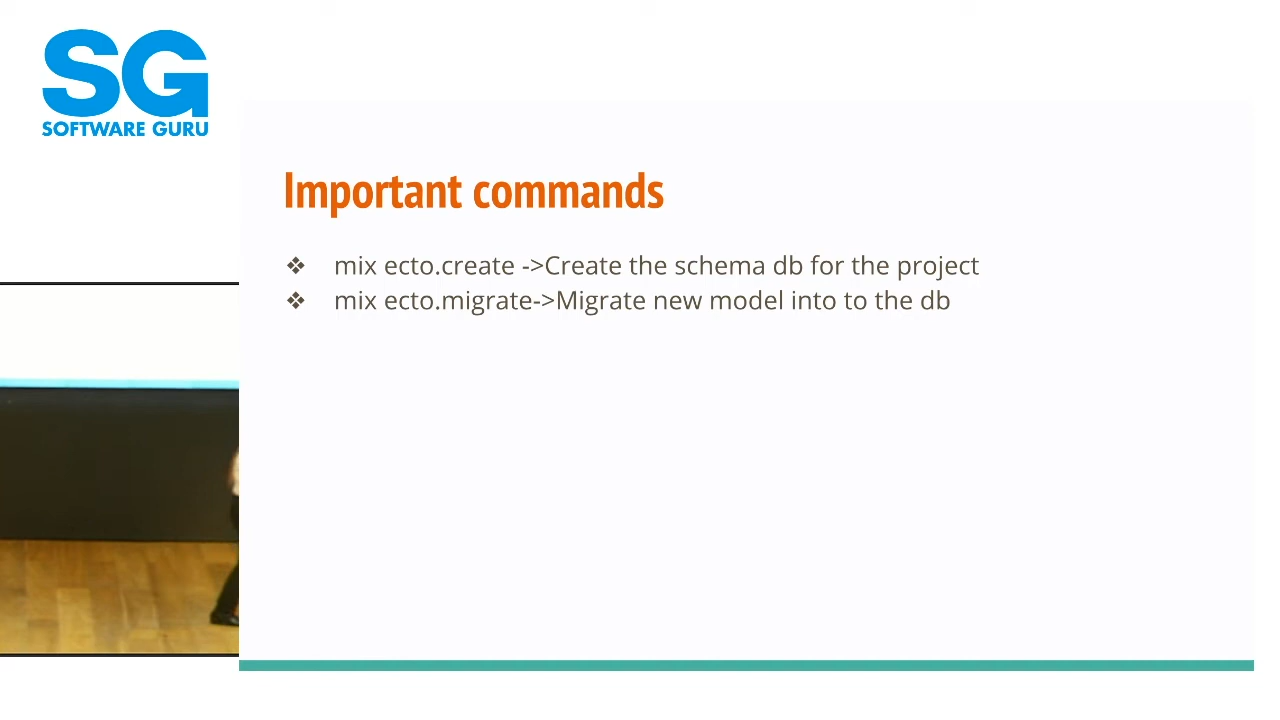 SG
SOFTWARE GURU
Important commands
❖ mix ecto.create ->Create the schema db for the project
❖ mix ecto.migrate->Migrate new model into to the db